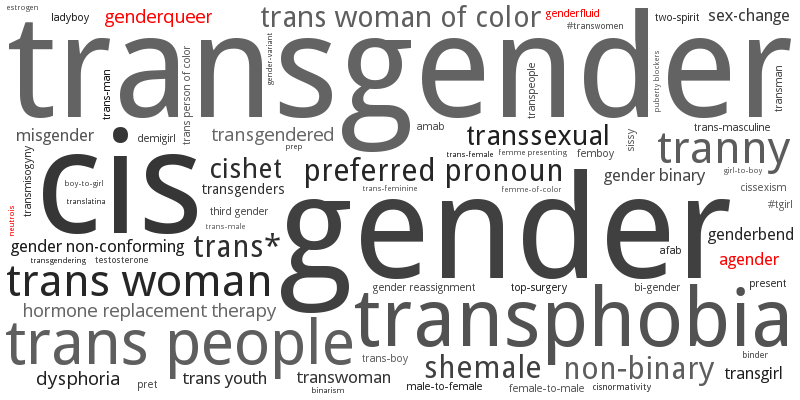 estrogen
ladyboy
genderqueer
trans woman of color
genderfluid
#transwomen
two-spirit
sex-change
transgender
trans-man
trans person of color
gender-variant
transpeople
puberty blockers
transman
misgender
demigirl
transgendered
prep
amab
transsexual
sissy
trans-masculine
tranny
trans-female
femme presenting
femboy
transmisogyny
cis
cishet
preferred pronoun
gender binary
girl-to-boy
boy-to-girl
transgenders
trans-feminine
femme-of-color
cissexism
translatina
#tgirl
neutrois
third gender
gender
trans-male
genderbend
gender non-conforming
trans*
afab
transgendering
testosterone
agender
trans woman
gender reassignment
top-surgery
bi-gender
present
hormone replacement therapy
transphobia
trans people
trans-boy
binder
shemale
non-binary
transgirl
dysphoria
pret
trans youth
transwoman
male-to-female
female-to-male
cisnormativity
binarism